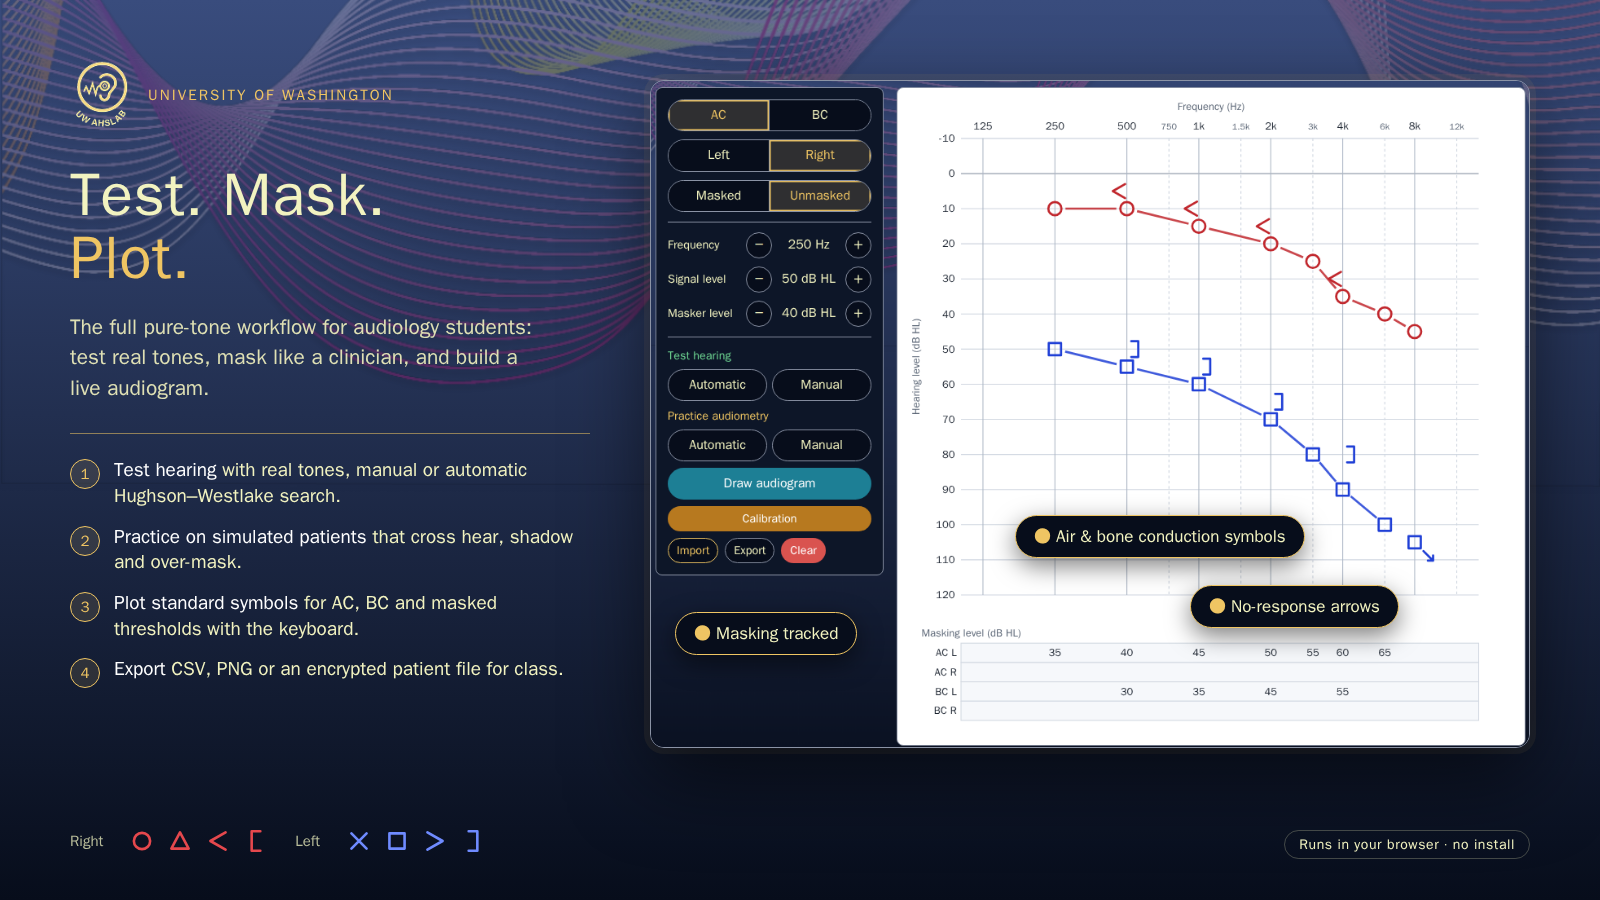 UW AHSLAB
UNIVERSITY OF WASHINGTON
Test. Mask.
Plot.
The full pure-tone workflow for audiology students:
test real tones, mask like a clinician, and build a
live audiogram.
1 Test hearing with real tones, manual or automatic
Hughson–Westlake search.
2 Practice on simulated patients that cross hear, shadow
and over-mask.
3 Plot standard symbols for AC, BC and masked
thresholds with the keyboard.
4 Export CSV, PNG or an encrypted patient file for class.
Right
Left
AC BC
Left Right
Masked Unmasked
Frequency − 250 Hz +
Signal level − 50 dB HL +
Masker level − 40 dB HL +
Test hearing
Automatic Manual
Practice audiometry
Automatic Manual
Draw audiogram
Calibration
Import Export Clear
Masking tracked
Frequency (Hz)
125 250 500 750 1k 1.5k 2k 3k 4k 6k 8k 12k
Hearing level (dB HL)
-10
0
10
20
30
40
50
60
70
80
90
100
110
120
Air & bone conduction symbols
No-response arrows
Masking level (dB HL)
AC L 35 40 45 50 55 60 65
AC R
BC L 30 35 45 55
BC R
Runs in your browser · no install